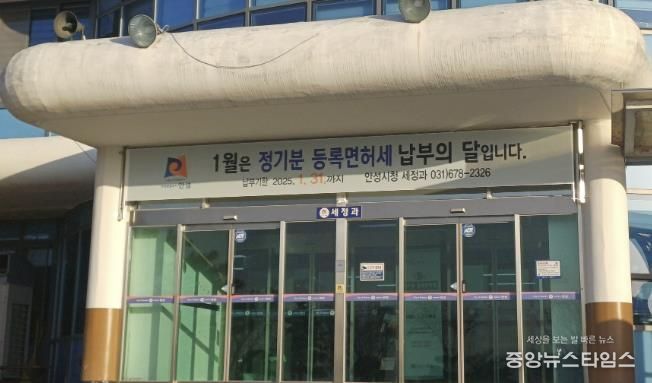 1월은 정기분 등록면허세 납부의 달입니다.
안성
납부기한 2025. 1. 31.까지 안성시청 세정과 031)678-2326
세정과
세상을 보는 발 빠른 뉴스
중앙뉴스타임스